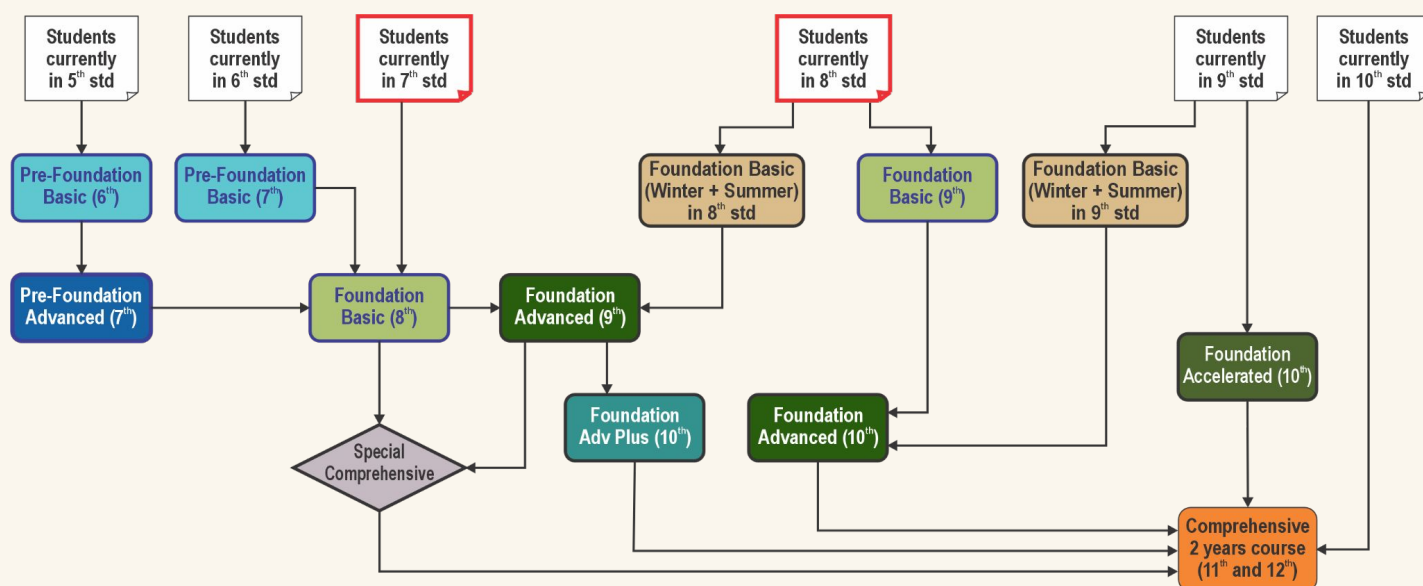 Students
currently
in 5th std
Students
currently
in 6th std
Students
currently
in 7th std
Students
currently
in 8th std
Students
currently
in 9th std
Students
currently
in 10th std
Pre-Foundation
Basic (6th)
Pre-Foundation
Basic (7th)
Foundation Basic
(Winter + Summer)
in 8th std
Foundation
Basic (9th)
Foundation Basic
(Winter + Summer)
in 9th std
Pre-Foundation
Advanced (7th)
Foundation
Basic (8th)
Foundation
Advanced (9th)
Foundation
Accelerated (10th)
Special
Comprehensive
Foundation
Adv Plus (10th)
Foundation
Advanced (10th)
Comprehensive
2 years course
(11th and 12th)